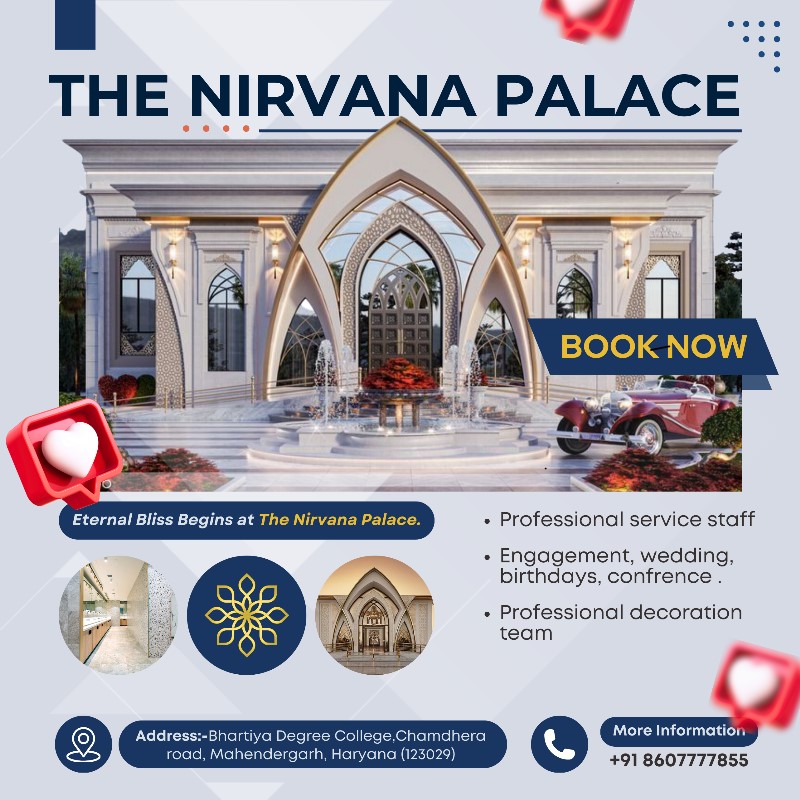 THE NIRVANA PALACE
BOOK NOW
Eternal Bliss Begins at The Nirvana Palace.
• Professional service staff
• Engagement, wedding,
birthdays, confrence .
• Professional decoration
team
Address:-Bhartiya Degree College,Chamdhera
road, Mahendergarh, Haryana (123029)
More Information
+91 8607777855